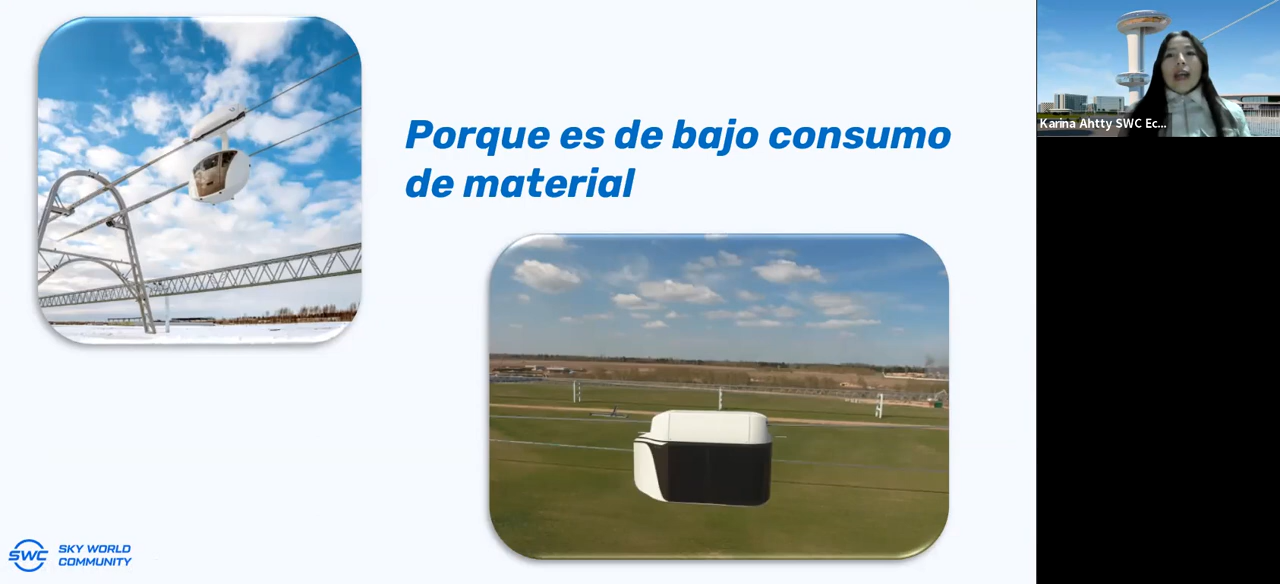 Porque es de bajo consumo
de material
Karina Ahtty SWC Ec...
SWC
SKY WORLD
COMMUNITY